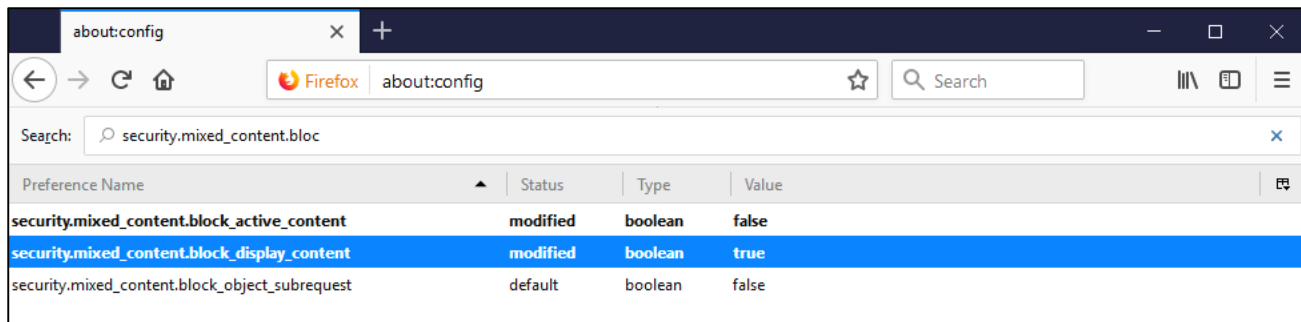 about:config
Firefox about:config Search
Search: security.mixed_content.bloc
Preference Name Status Type Value
security.mixed_content.block_active_content modified boolean false
security.mixed_content.block_display_content modified boolean true
security.mixed_content.block_object_subrequest default boolean false